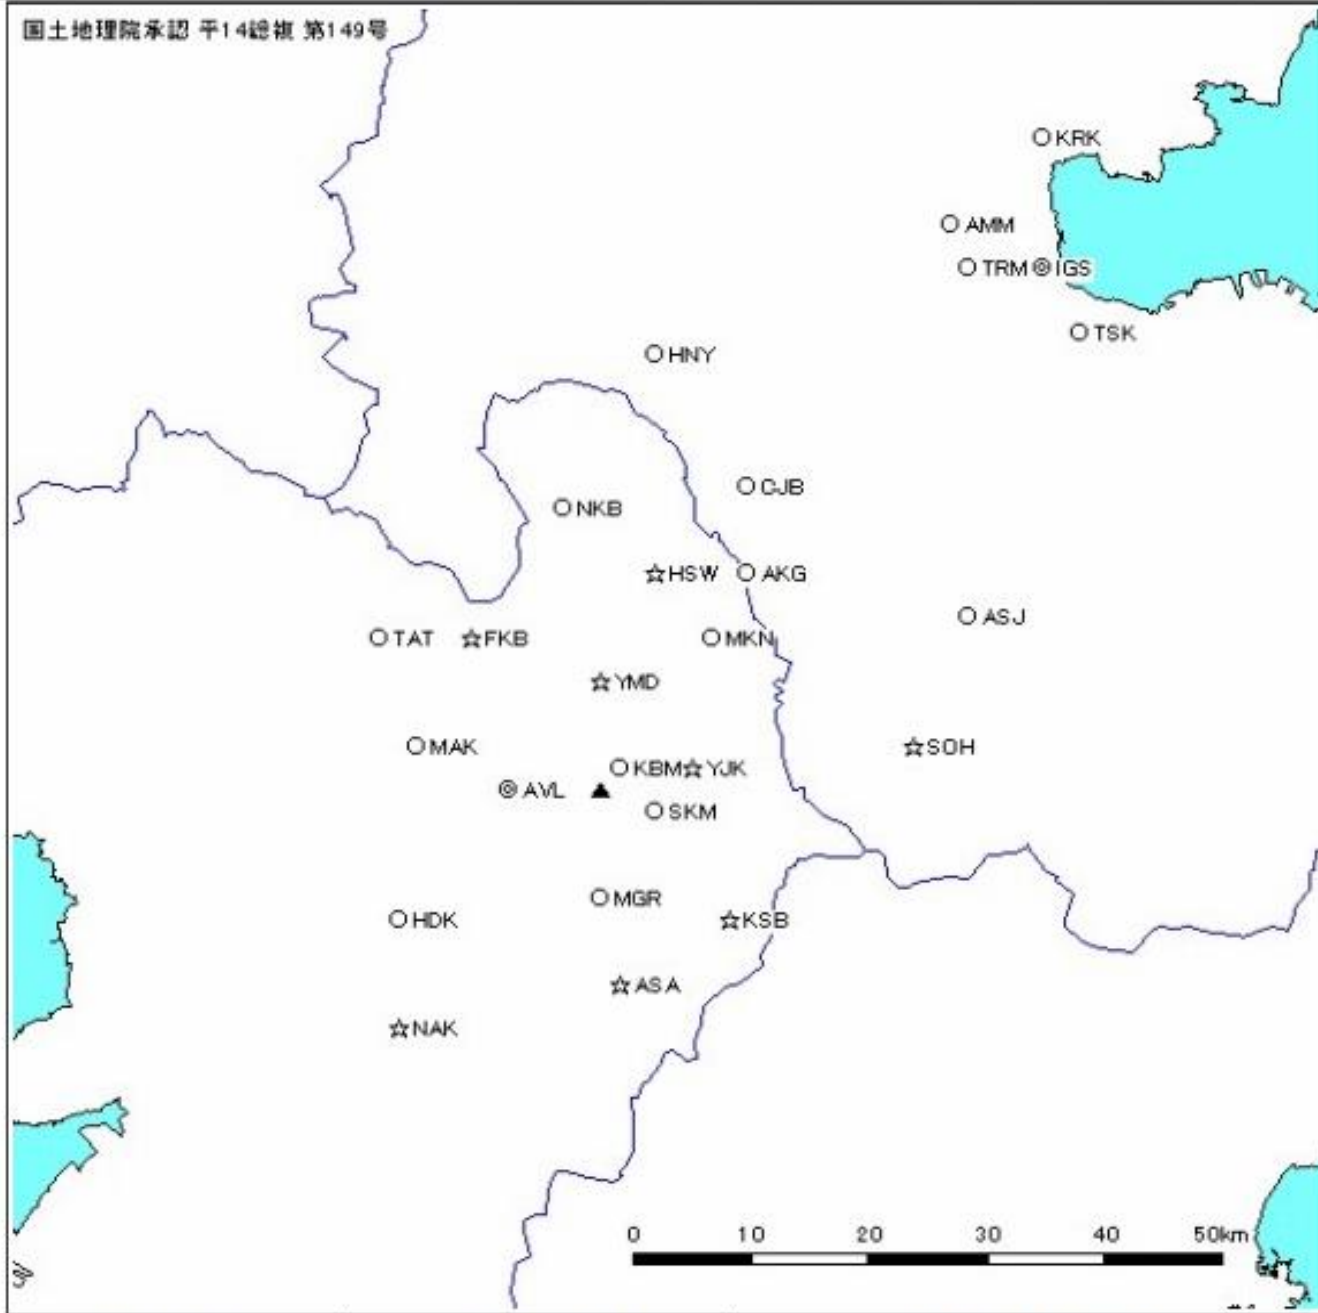 国土地理院承認 平14総複 第149号
KRK
AMM
TRM
IGS
TSK
HNY
CJB
NKB
HSW
AKG
ASJ
TAT
FKB
MKN
YMD
MAK
SOH
KBM
YJK
AVL
SKM
MGR
HDK
KSB
ASA
NAK
0 10 20 30 40 50km